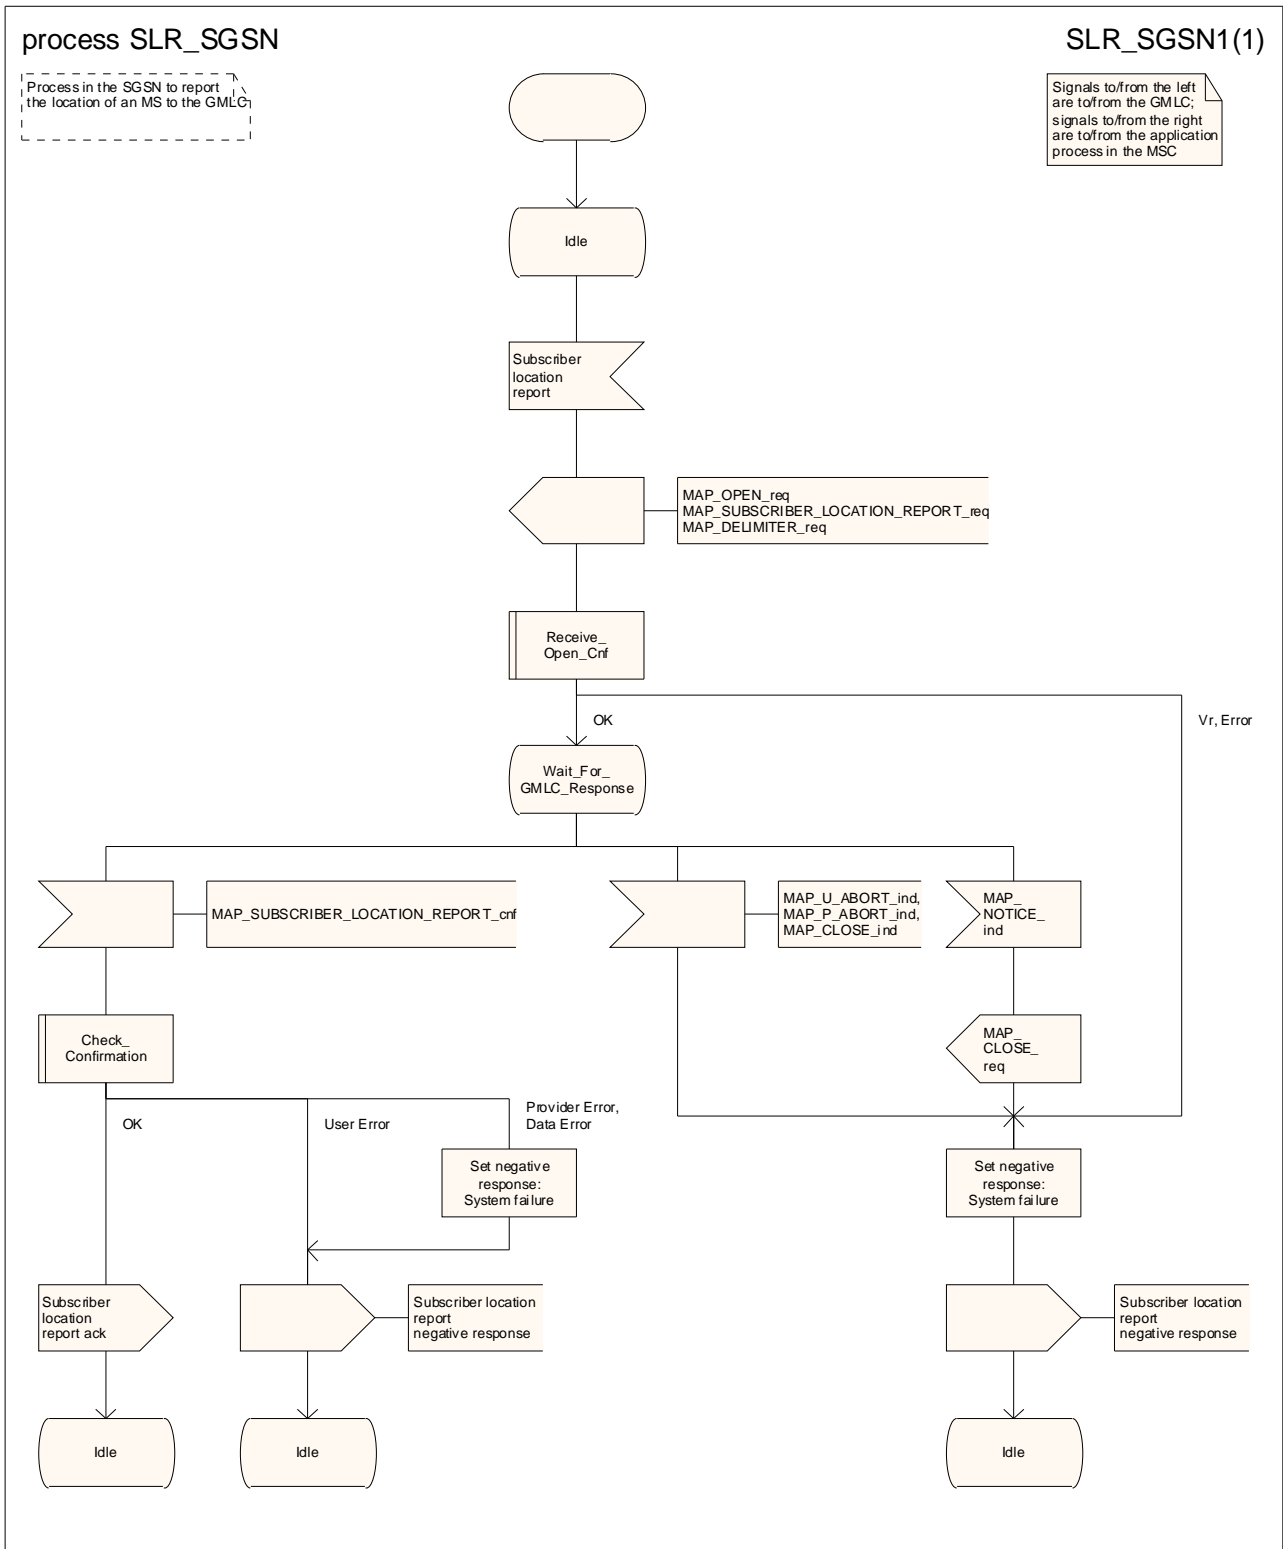 process SLR_SGSN
SLR_SGSN1(1)
Process in the SGSN to report
the location of an MS to the GMLC
Signals to/from the left
are to/from the GMLC;
signals to/from the right
are to/from the application
process in the MSC
Idle
Subscriber
location
report
MAP_OPEN_req
MAP_SUBSCRIBER_LOCATION_REPORT_req
MAP_DELIMITER_req
Receive_
Open_Cnf
OK
Vr, Error
Wait_For_
GMLC_Response
MAP_SUBSCRIBER_LOCATION_REPORT_cnf
MAP_U_ABORT_ind,
MAP_P_ABORT_ind,
MAP_CLOSE_ind
MAP_
NOTICE_
ind
Check_
Confirmation
MAP_
CLOSE_
req
OK
User Error
Provider Error,
Data Error
Set negative
response:
System failure
Set negative
response:
System failure
Subscriber
location
report ack
Subscriber location
report
negative response
Subscriber location
report
negative response
Idle
Idle
Idle